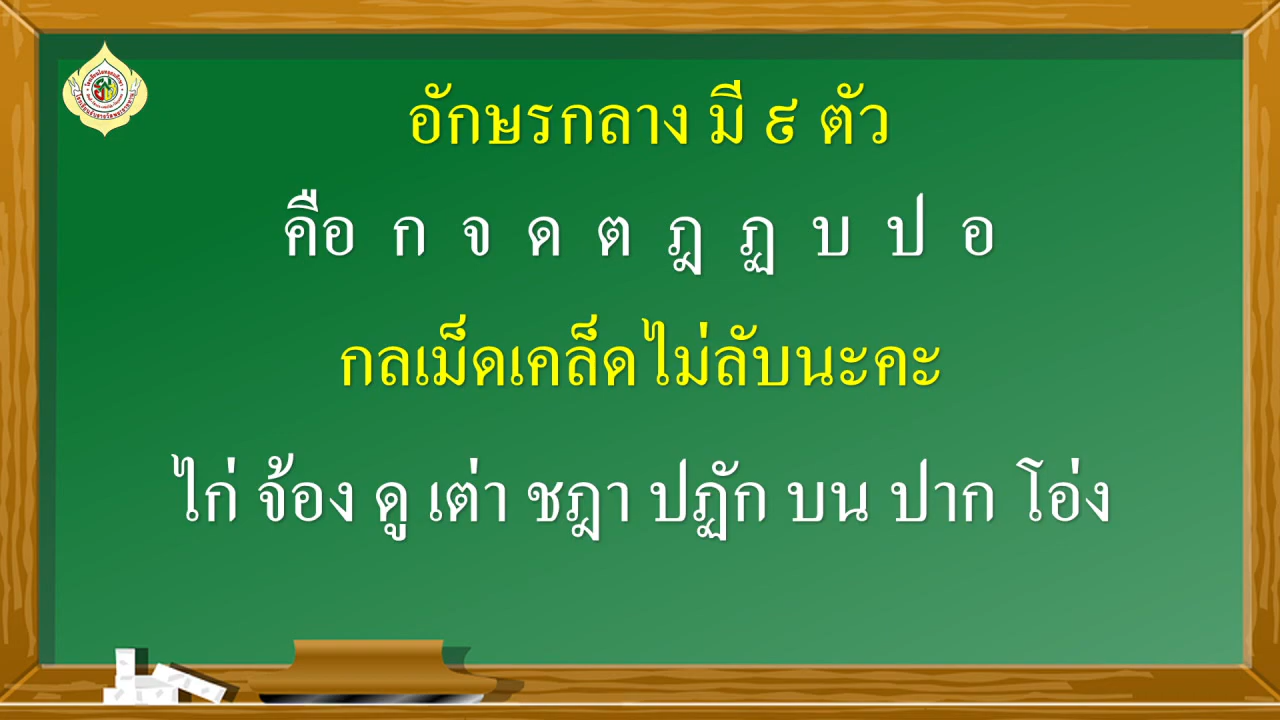 อักษรกลาง มี ๙ ตัว
คือ ก จ ด ต ฎ ฏ บ ป อ
กลเม็ดเคล็ดไม่ลับนะคะ
ไก่ จ้อง ดู เต่า ชฎา ปฏัก บน ปาก โอ่ง